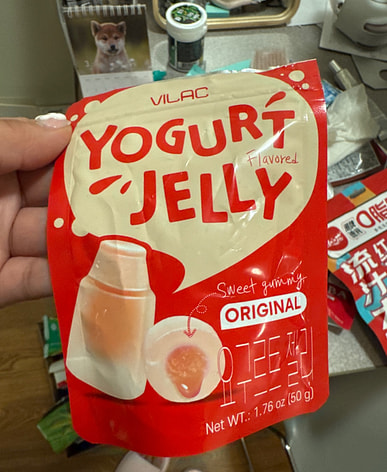 VILAC
YOGURT
Flavored
JELLY
Sweet gummy
ORIGINAL
요구르트 젤리
NET WT.: 1.76 oz (50 g)